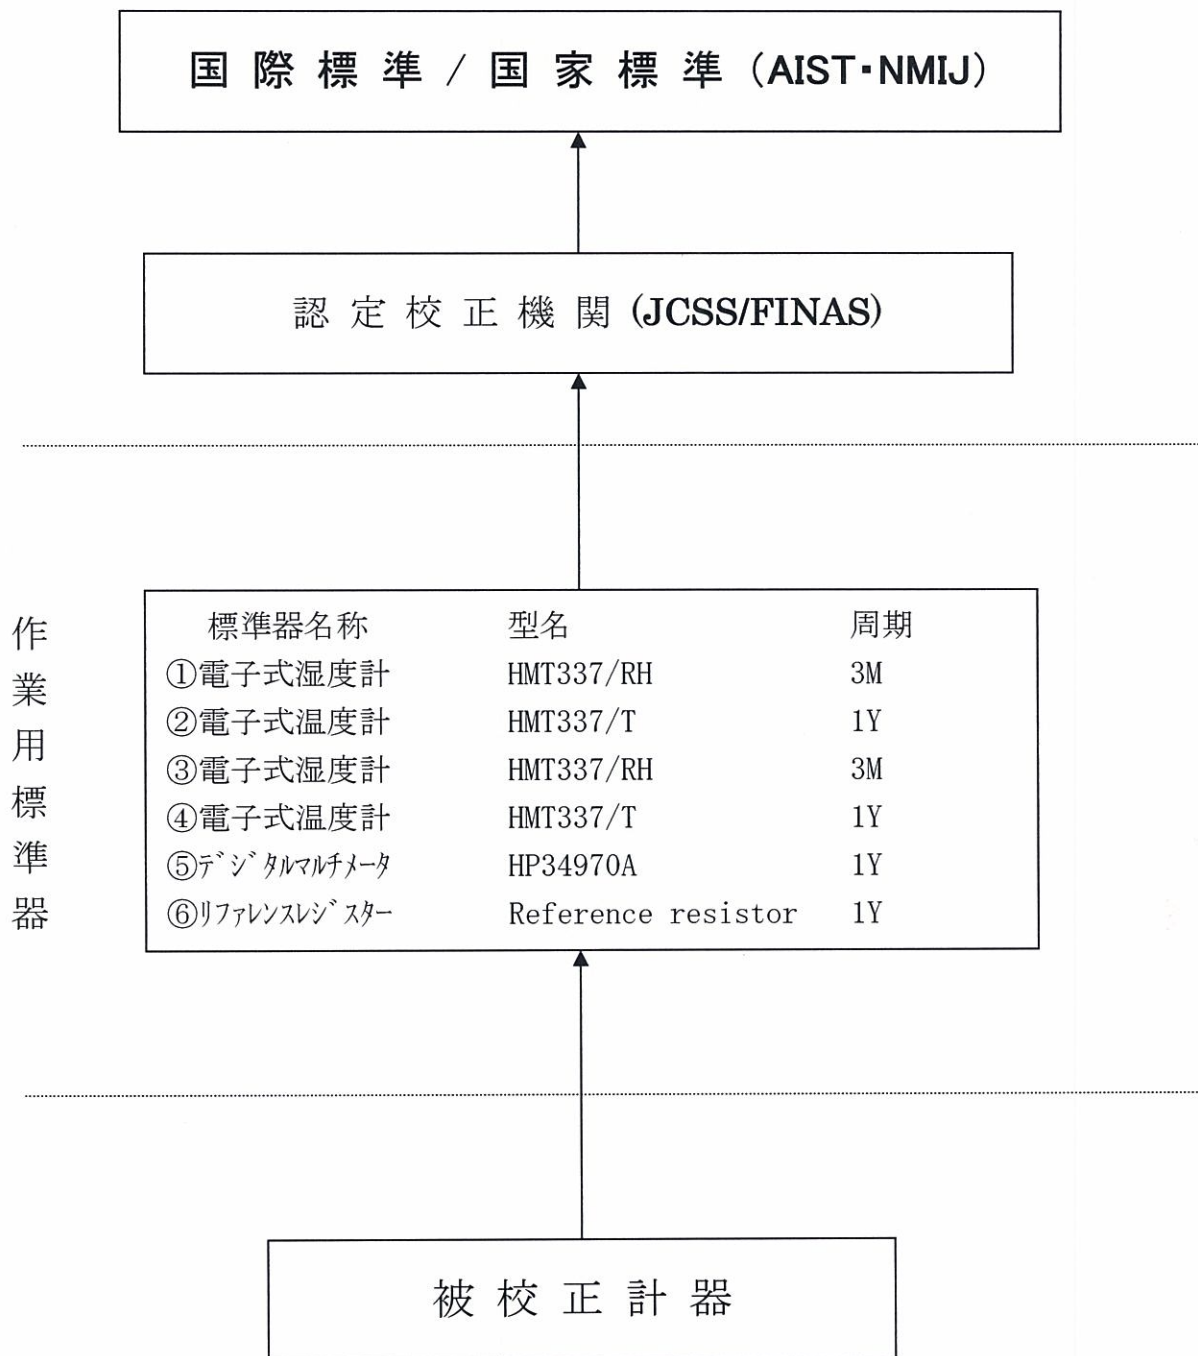 国際標準/国家標準(AIST・NMIJ)
認定校正機関(JCSS/FINAS)
作業用標準器
標準器名称 型名 周期
①電子式湿度計 HMT337/RH 3M
②電子式温度計 HMT337/T 1Y
③電子式湿度計 HMT337/RH 3M
④電子式温度計 HMT337/T 1Y
⑤ﾃﾞｼﾞﾀﾙﾏﾙﾁﾒｰﾀ HP34970A 1Y
⑥ﾘﾌｧﾚﾝｽﾚｼﾞｽﾀｰ Reference resistor 1Y
被校正計器